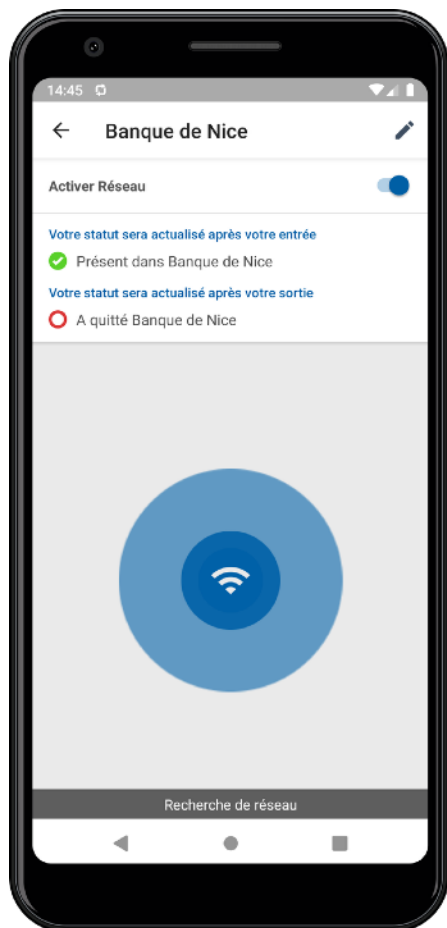 14:45
Banque de Nice
Activer Réseau
Votre statut sera actualisé après votre entrée
Présent dans Banque de Nice
Votre statut sera actualisé après votre sortie
A quitté Banque de Nice
Recherche de réseau